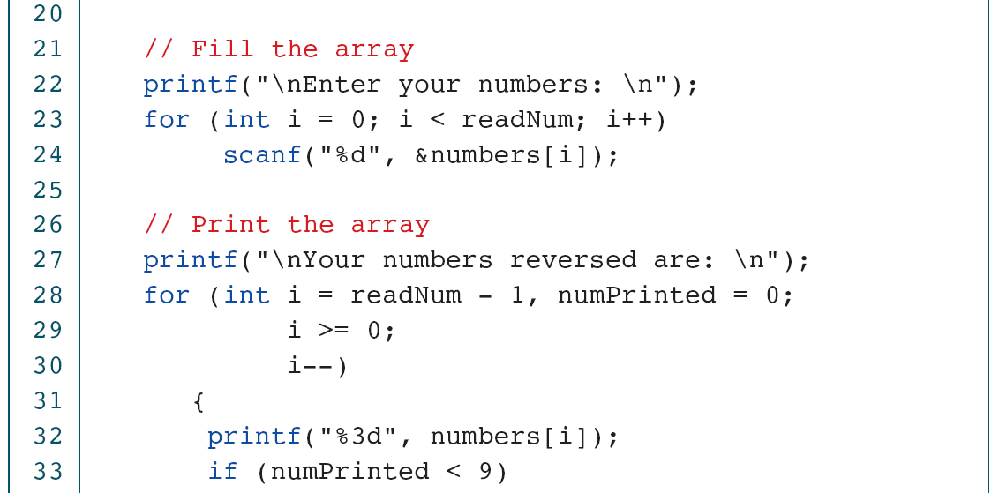 20
21 // Fill the array
22 printf("\nEnter your numbers: \n");
23 for (int i = 0; i < readNum; i++)
24 scanf("%d", &numbers[i]);
25
26 // Print the array
27 printf("\nYour numbers reversed are: \n");
28 for (int i = readNum - 1, numPrinted = 0;
29 i >= 0;
30 i--)
31 {
32 printf("%3d", numbers[i]);
33 if (numPrinted < 9)